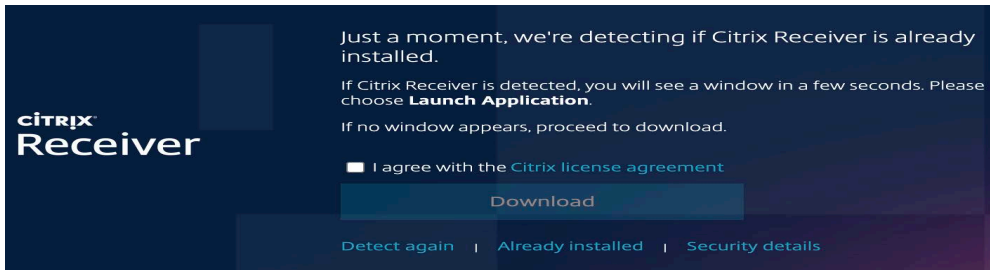 citrix
Receiver
Just a moment, we're detecting if Citrix Receiver is already
installed.
If Citrix Receiver is detected, you will see a window in a few seconds. Please
choose Launch Application.
If no window appears, proceed to download.
I agree with the Citrix license agreement
Download
Detect again | Already installed | Security details